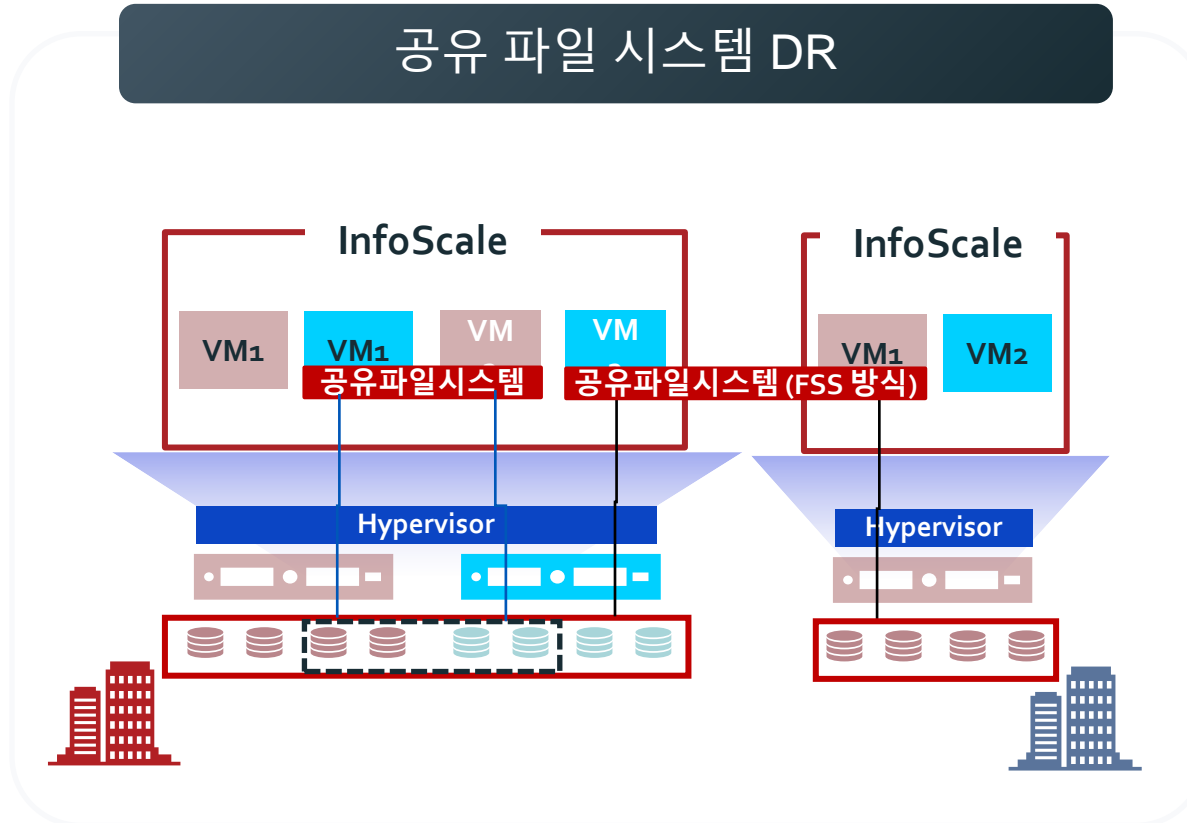 공유 파일 시스템 DR
InfoScale
InfoScale
VM1
VM1
VM
VM
VM1
VM2
공유파일시스템
공유파일시스템 (FSS 방식)
Hypervisor
Hypervisor